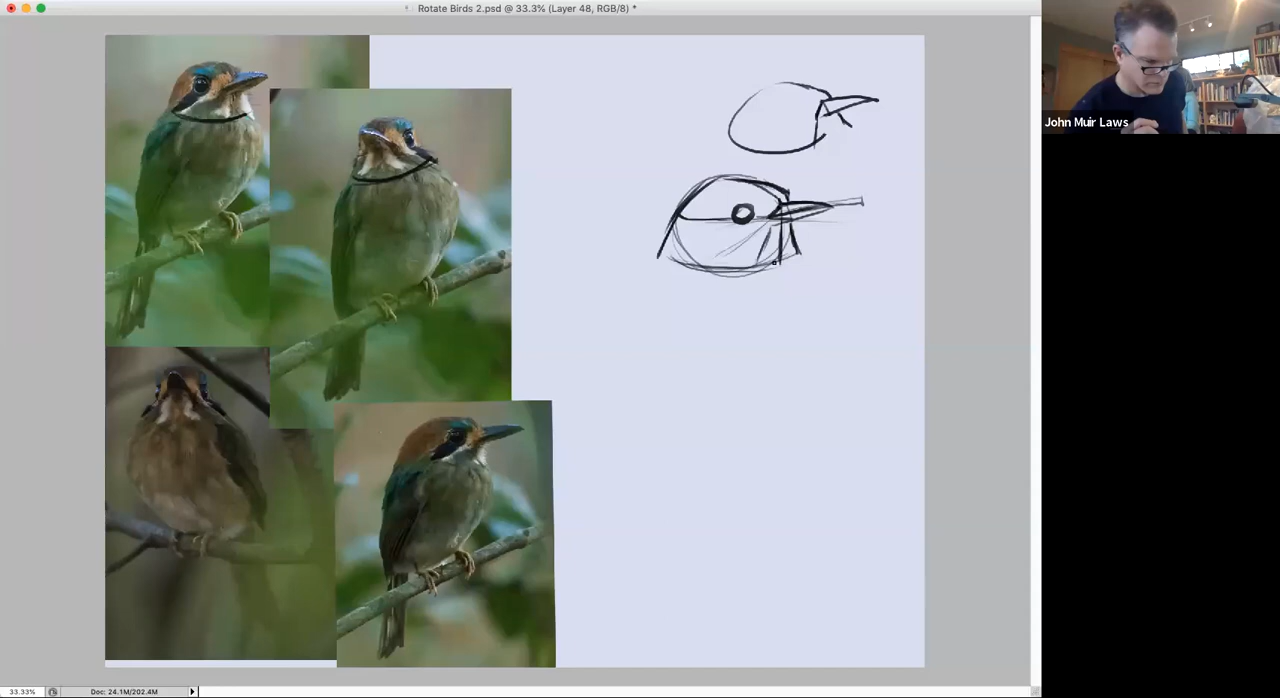 Rotate Birds 2.psd @ 33.3% (Layer 48, RGB/8) *
John Muir Laws
33.33%
Doc: 24.1M/202.4M